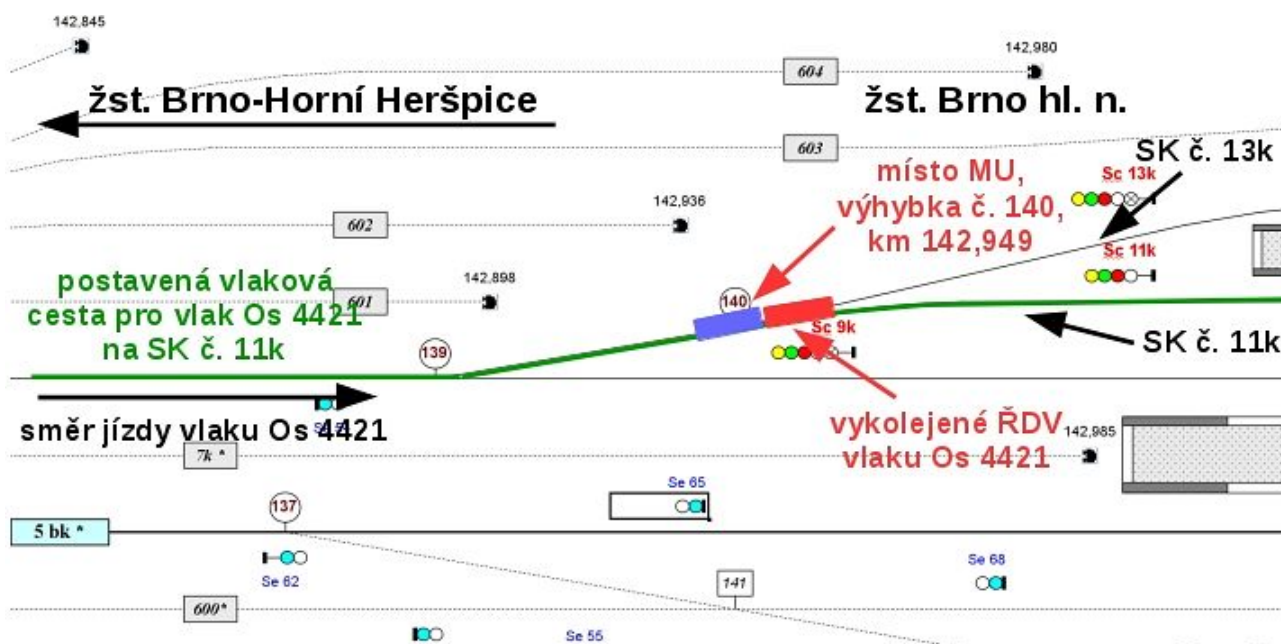 142,845
142,980
604
žst. Brno-Horní Heršpice
žst. Brno hl. n.
603
SK č. 13k
místo MU,
výhybka č. 140,
km 142,949
Sc 13k
142,936
602
Sc 11k
postavená vlaková
cesta pro vlak Os 4421
na SK č. 11k
142,898
601
140
Sc 9k
139
SK č. 11k
směr jízdy vlaku Os 4421
vykolejené ŘDV
vlaku Os 4421
142,985
7k *
Se 65
137
5 bk *
Se 62
Se 68
141
600*
Se 55